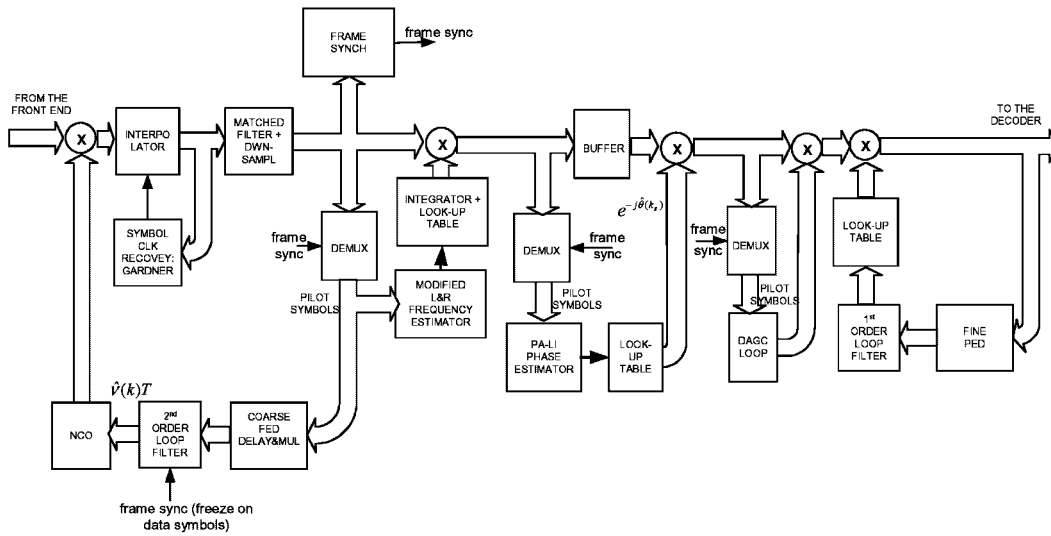 FRAME
SYNCH
frame sync
FROM THE
FRONT END
TO THE
DECODER
X
INTERPO
LATOR
MATCHED
FILTER +
DWN-
SAMPL
X
BUFFER
X
X
X
INTEGRATOR +
LOOK-UP
TABLE
e^{-j\hat{\theta}(k_s)}
SYMBOL
CLK
RECOVEY:
GARDNER
frame
sync
DEMUX
DEMUX
frame
sync
frame
sync
DEMUX
LOOK-UP
TABLE
PILOT
SYMBOLS
MODIFIED
L&R
FREQUENCY
ESTIMATOR
PILOT
SYMBOLS
PILOT
SYMBOLS
PA-LI
PHASE
ESTIMATOR
LOOK-
UP
TABLE
DAGC
LOOP
1st
ORDER
LOOP
FILTER
FINE
PED
\hat{v}(k)T
NCO
2nd
ORDER
LOOP
FILTER
COARSE
FED
DELAY&MUL
frame sync (freeze on
data symbols)